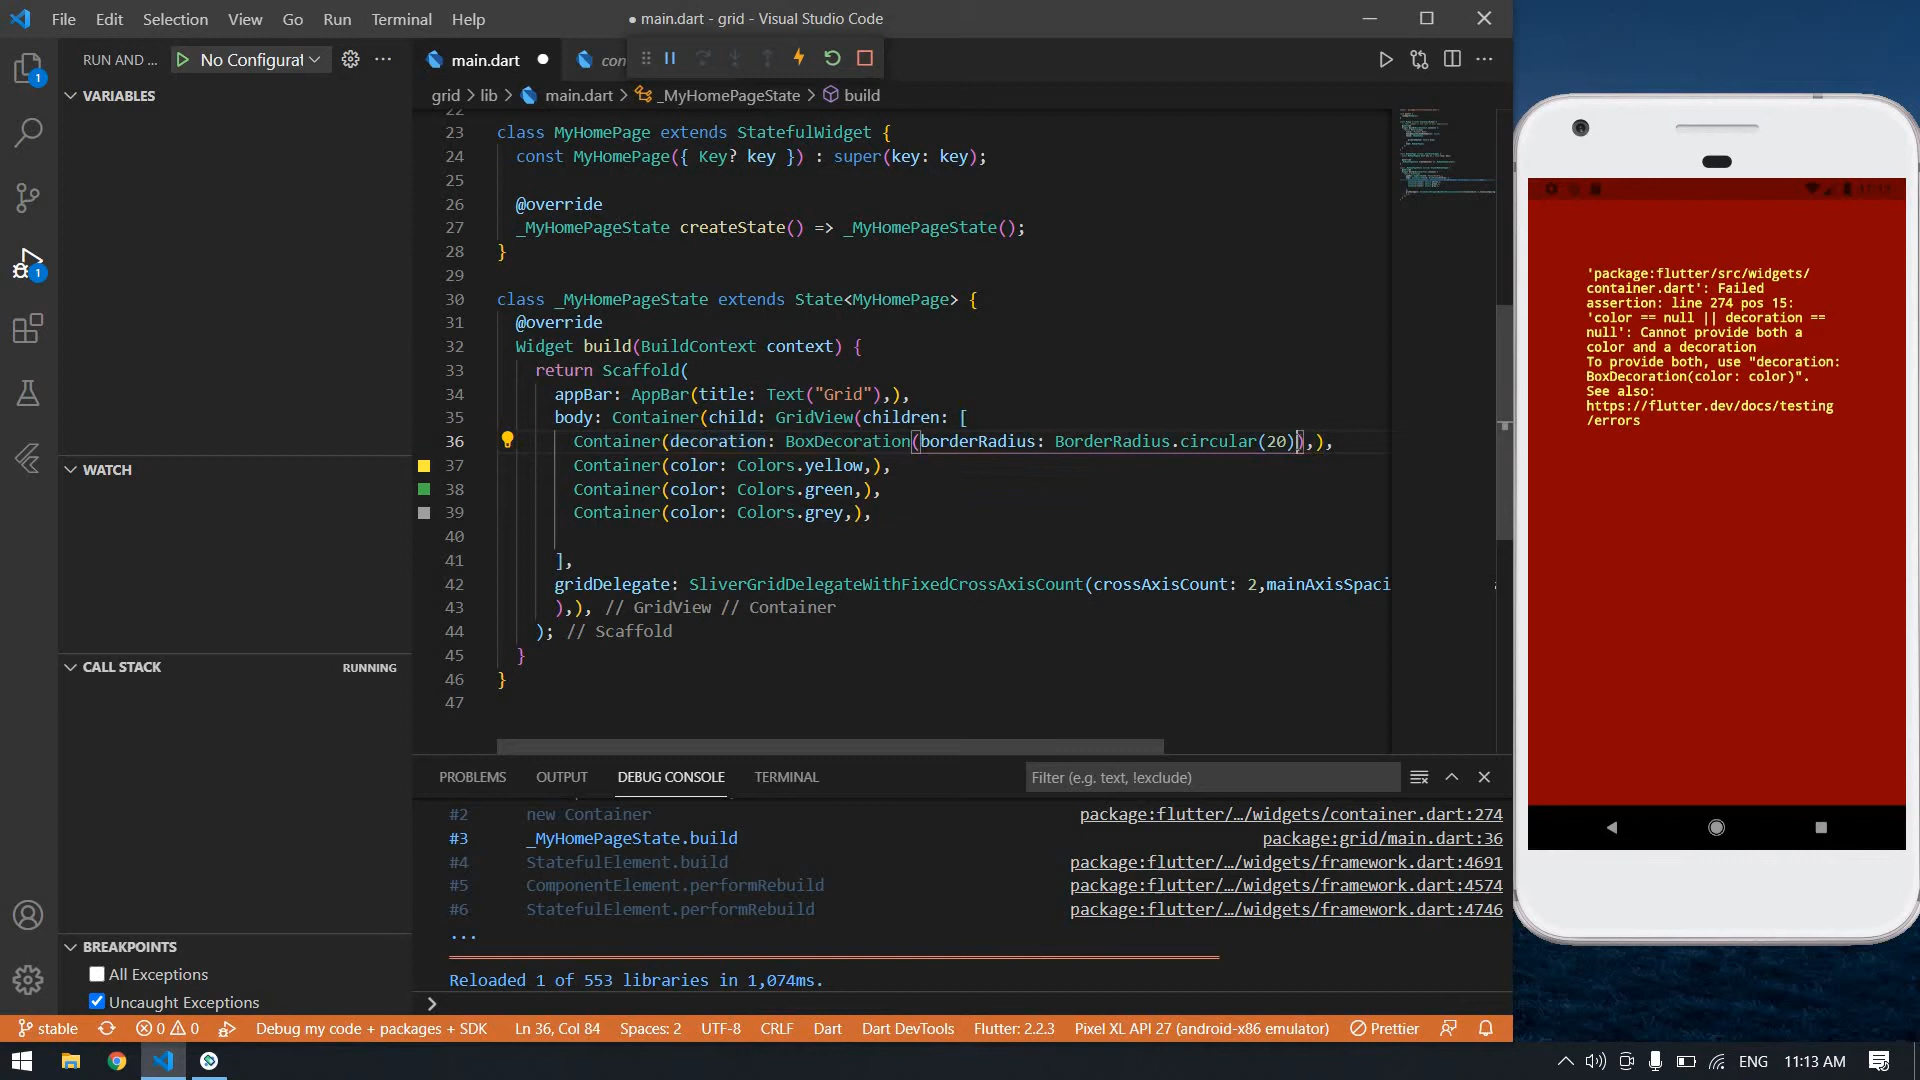 File Edit Selection View Go Run Terminal Help
● main.dart - grid - Visual Studio Code
RUN AND ...
No Configurat
main.dart
con
grid > lib > main.dart > _MyHomePageState > build
VARIABLES
WATCH
CALL STACK
RUNNING
BREAKPOINTS
All Exceptions
Uncaught Exceptions
1
1
22
23 class MyHomePage extends StatefulWidget {
24 const MyHomePage({ Key? key }) : super(key: key);
25
26 @override
27 _MyHomePageState createState() => _MyHomePageState();
28 }
29
30 class _MyHomePageState extends State<MyHomePage> {
31 @override
32 Widget build(BuildContext context) {
33 return Scaffold(
34 appBar: AppBar(title: Text("Grid"),),
35 body: Container(child: GridView(children: [
36 Container(decoration: BoxDecoration(borderRadius: BorderRadius.circular(20)),),
37 Container(color: Colors.yellow,),
38 Container(color: Colors.green,),
39 Container(color: Colors.grey,),
40
41 ],
42 gridDelegate: SliverGridDelegateWithFixedCrossAxisCount(crossAxisCount: 2,mainAxisSpaci
43 ),), // GridView // Container
44 ); // Scaffold
45 }
46 }
47
PROBLEMS OUTPUT DEBUG CONSOLE TERMINAL
Filter (e.g. text, !exclude)
#2 new Container package:flutter/…/widgets/container.dart:274
#3 _MyHomePageState.build package:grid/main.dart:36
#4 StatefulElement.build package:flutter/…/widgets/framework.dart:4691
#5 ComponentElement.performRebuild package:flutter/…/widgets/framework.dart:4574
#6 StatefulElement.performRebuild package:flutter/…/widgets/framework.dart:4746
...
Reloaded 1 of 553 libraries in 1,074ms.
stable 0 0 Debug my code + packages + SDK Ln 36, Col 84 Spaces: 2 UTF-8 CRLF Dart Dart DevTools Flutter: 2.2.3 Pixel XL API 27 (android-x86 emulator) Prettier
'package:flutter/src/widgets/
container.dart': Failed
assertion: line 274 pos 15:
'color == null || decoration ==
null': Cannot provide both a
color and a decoration
To provide both, use "decoration:
BoxDecoration(color: color)".
See also:
https://flutter.dev/docs/testing
/errors
ENG 11:13 AM